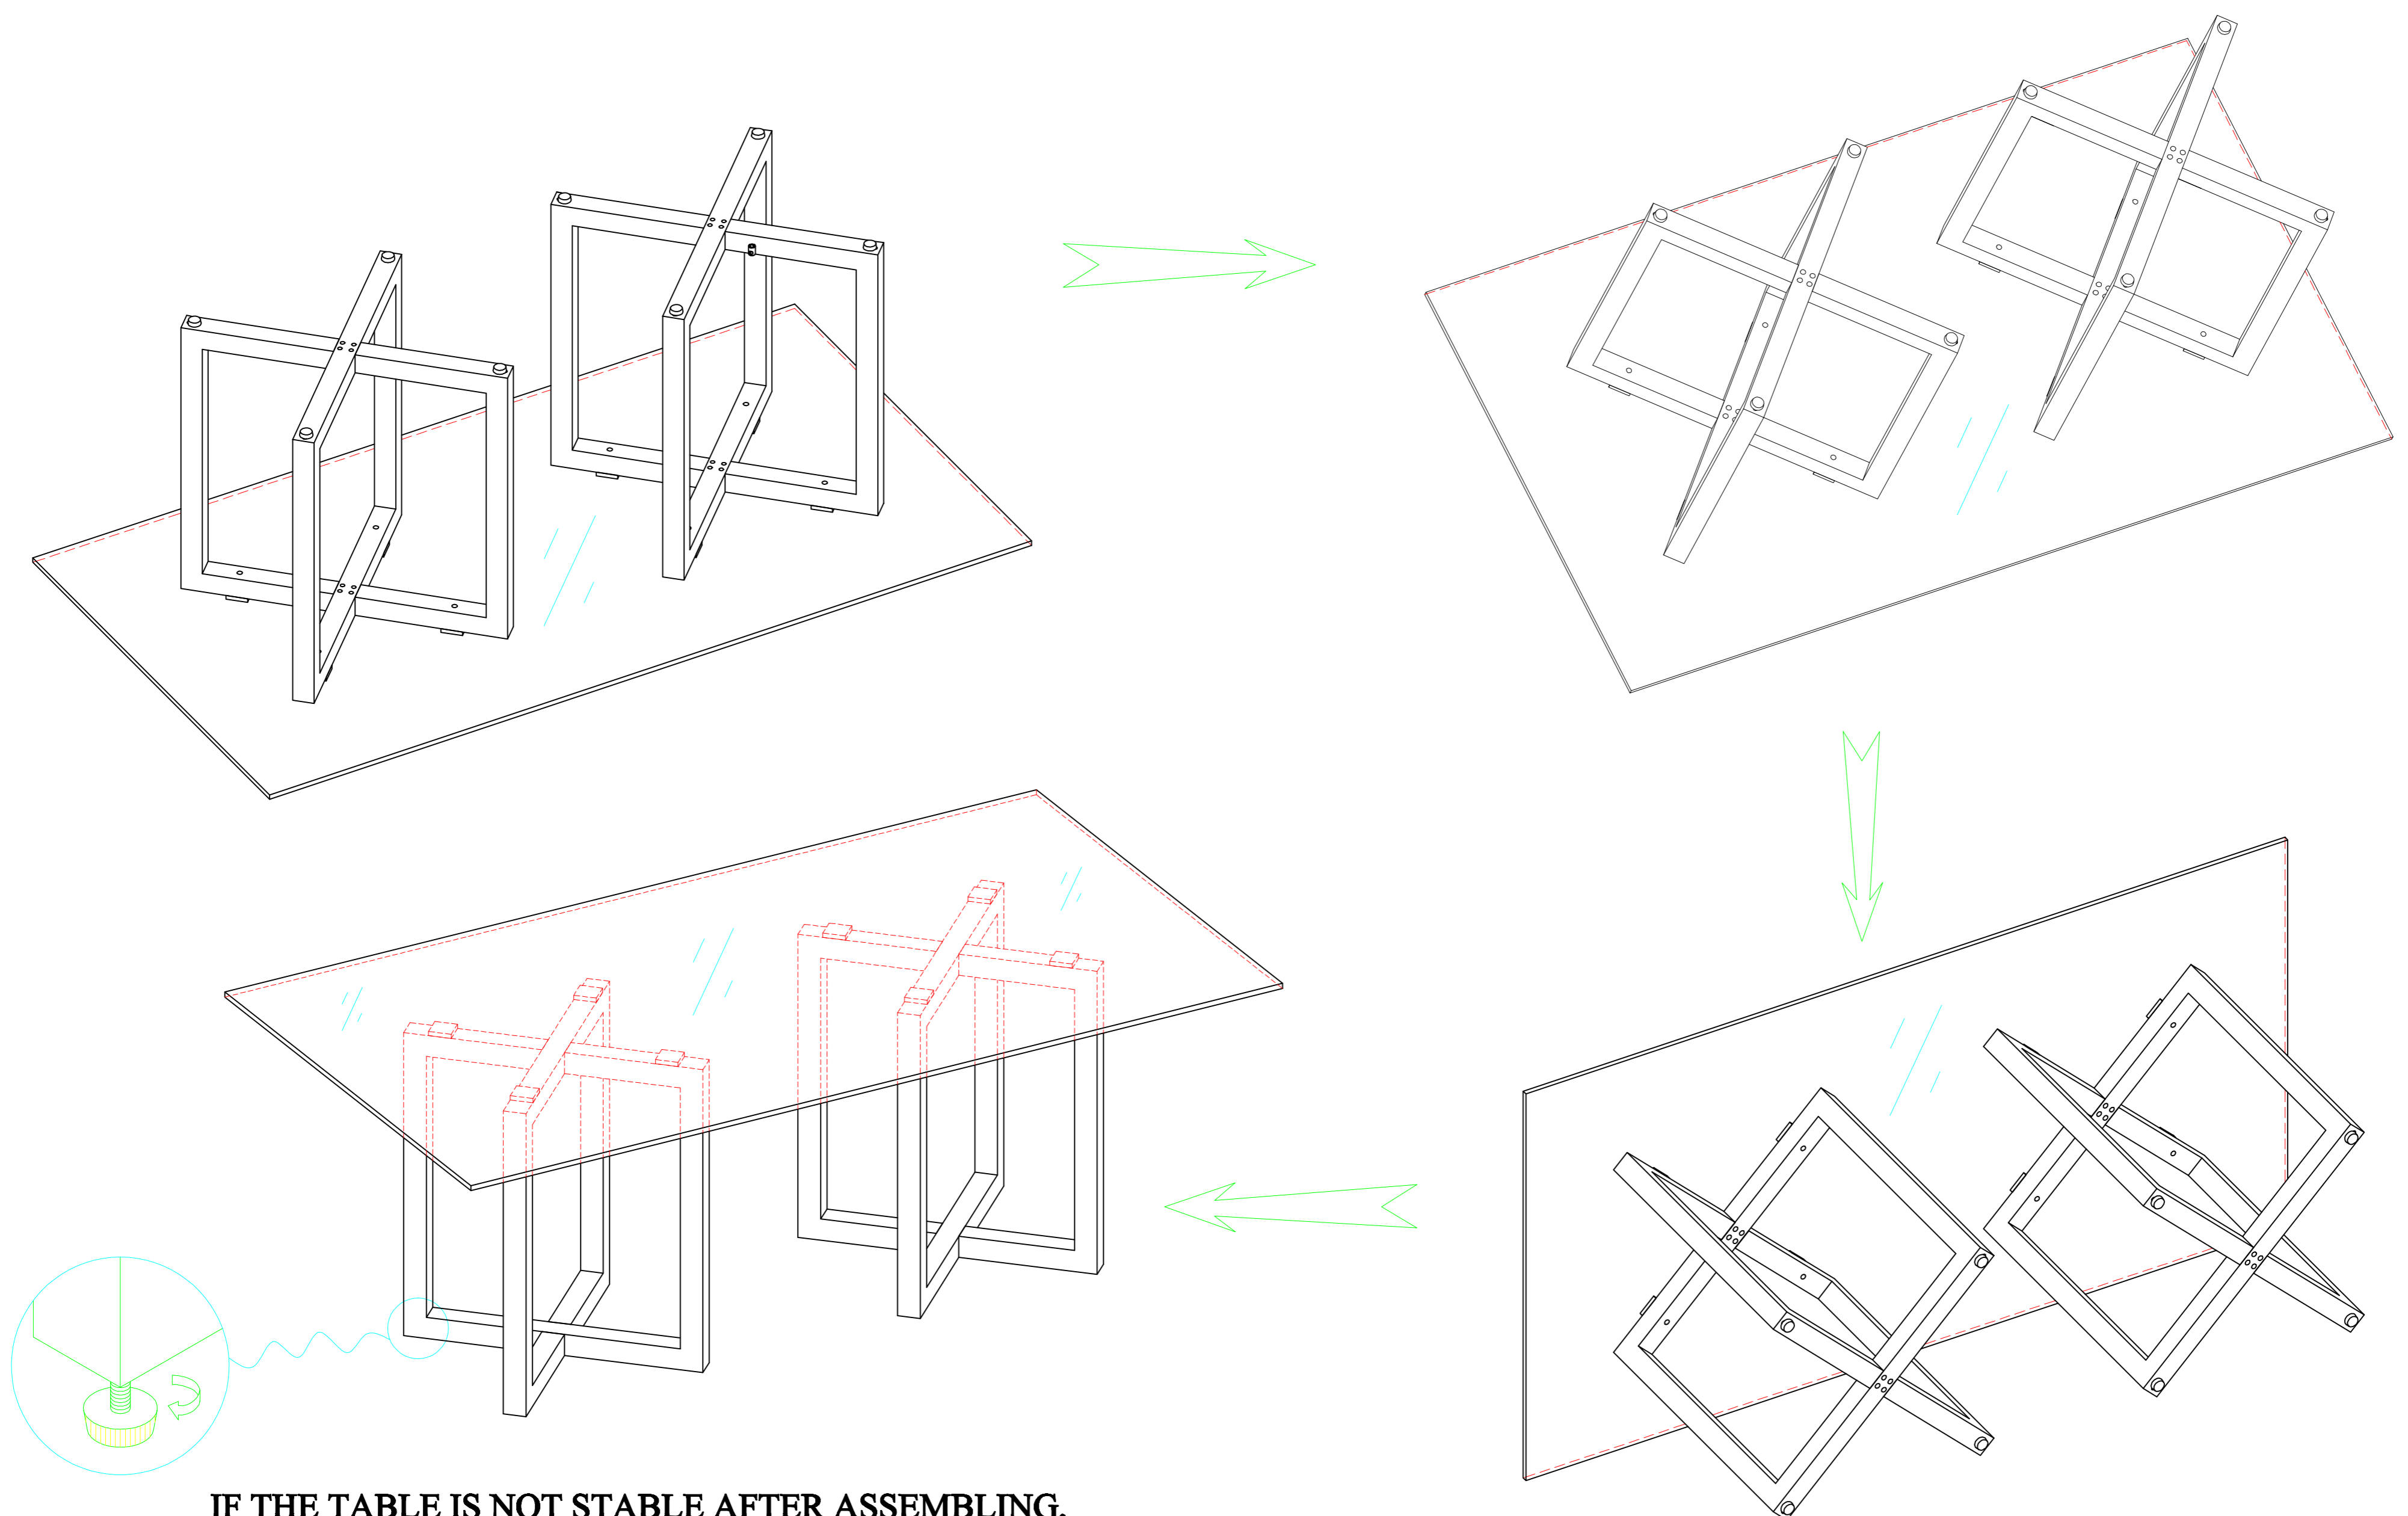 IF THE TABLE IS NOT STABLE AFTER ASSEMBLING,